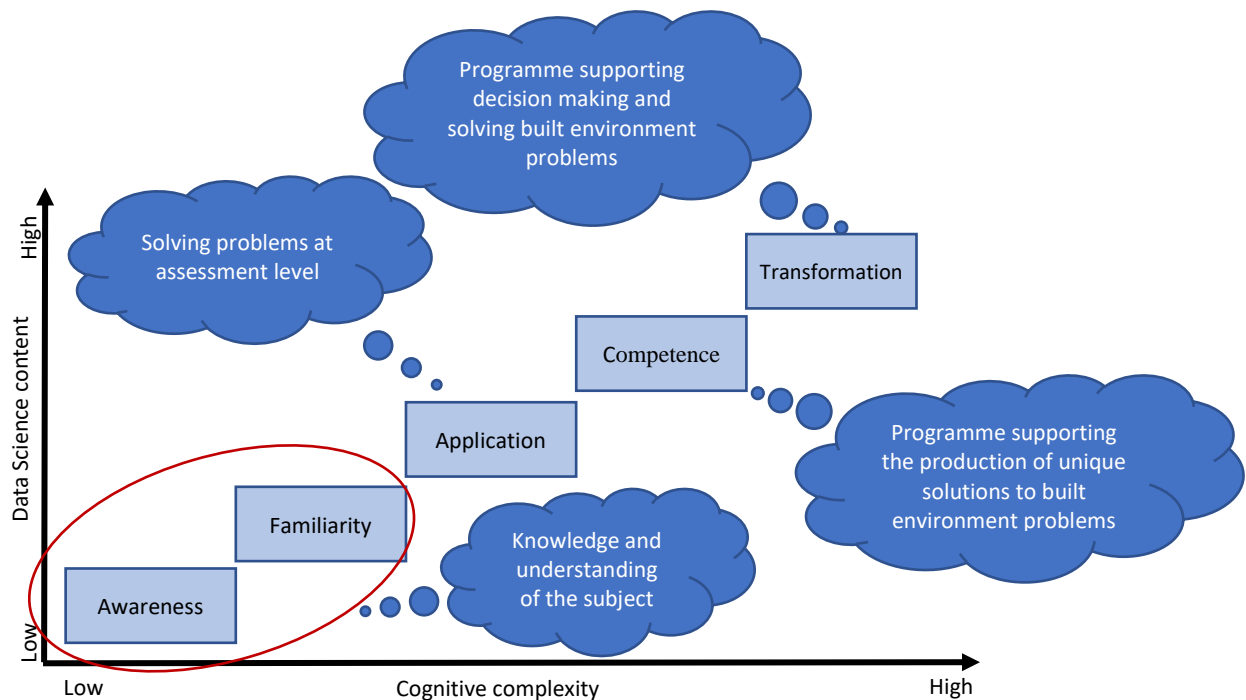 Programme supporting
decision making and
solving built environment
problems
Solving problems at
assessment level
High
Transformation
Competence
Data Science content
Application
Programme supporting
the production of unique
solutions to built
environment problems
Familiarity
Knowledge and
understanding
of the subject
Awareness
Low
Low
Cognitive complexity
High